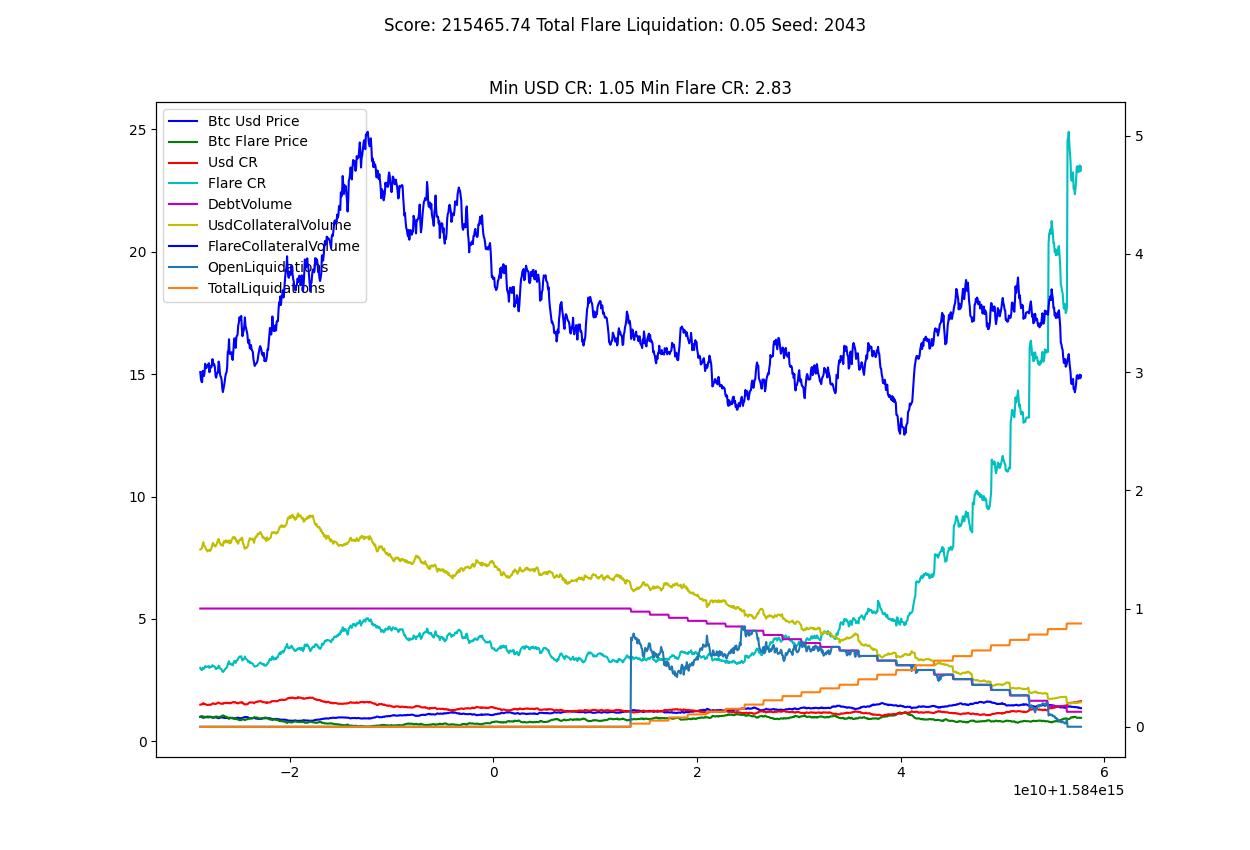 Score: 215465.74 Total Flare Liquidation: 0.05 Seed: 2043
Min USD CR: 1.05 Min Flare CR: 2.83
Btc Usd Price
Btc Flare Price
Usd CR
Flare CR
DebtVolume
UsdCollateralVolume
FlareCollateralVolume
OpenLiquidations
TotalLiquidations
25
20
15
10
5
0
5
4
3
2
1
0
−2
0
2
4
6
1e10+1.584e15